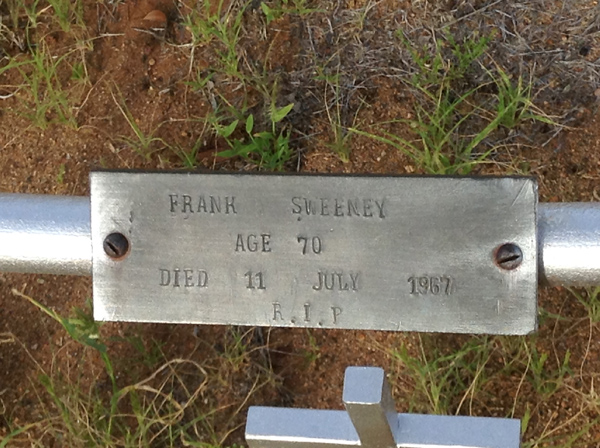 FRANK SWEENEY
AGE 70
DIED 11 JULY 1967
R.I.P